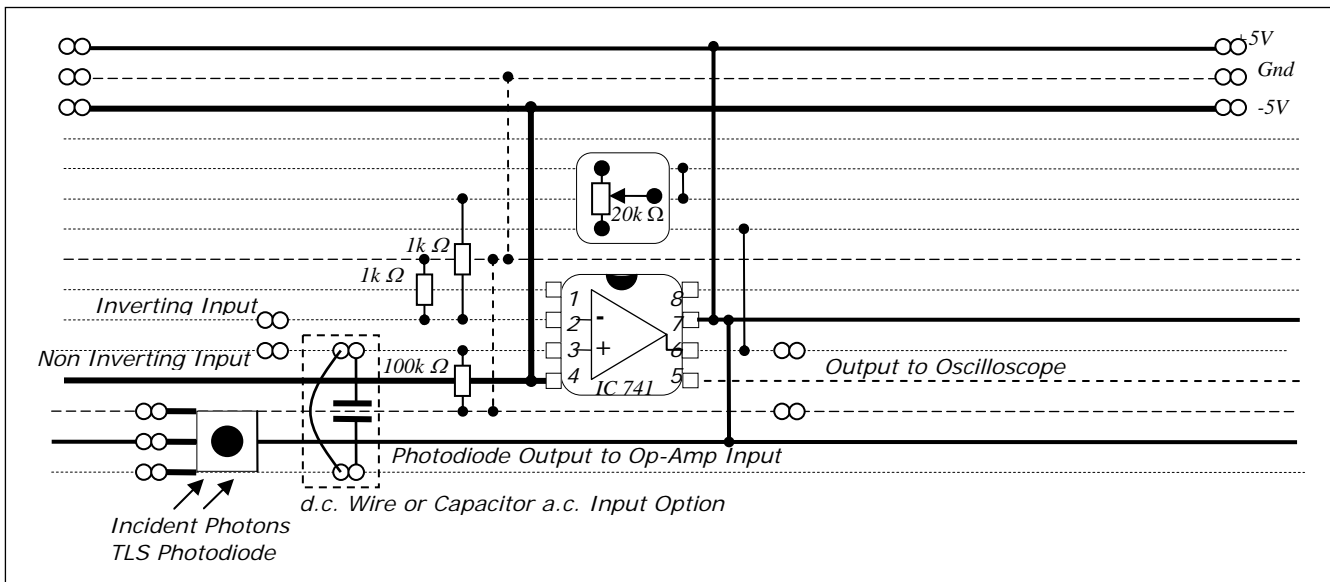 +5V
Gnd
-5V
20k Ω
1k Ω
1k Ω
Inverting Input
1 8
2 - 7
Non Inverting Input
3 + 6
100k Ω
4 5
IC 741
Output to Oscilloscope
Photodiode Output to Op-Amp Input
d.c. Wire or Capacitor a.c. Input Option
Incident Photons
TLS Photodiode